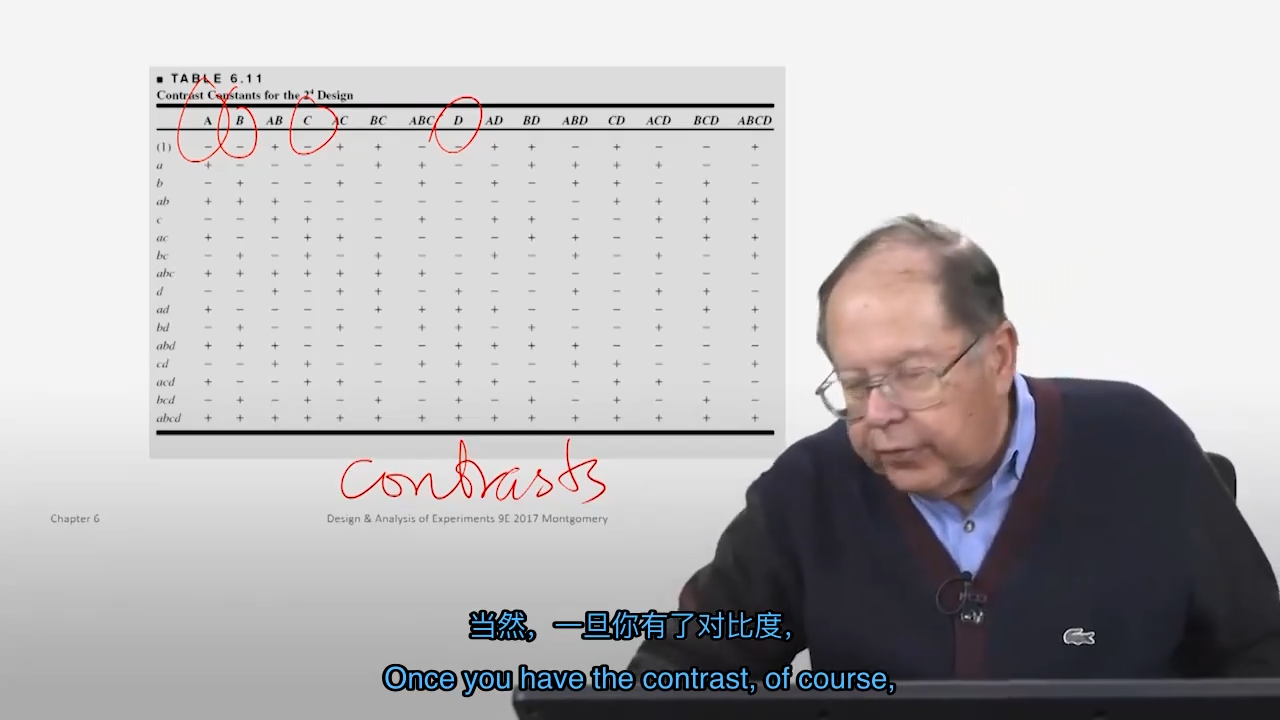 ■ TABLE 6.11
Contrast Constants for the 2⁴ Design
A B AB C AC BC ABC D AD BD ABD CD ACD BCD ABCD
(1) − − + − + + − − + + − + − − +
a + − − − − + + − − + + + + − −
b − + − − + − + − + − + + − + −
ab + + + − − − − − − − − + + + +
c − − + + − − + − + + − − + + −
ac + − − + + − − − − + + − − + +
bc − + − + − + − − + − + − + − +
abc + + + + + + + − − − − − − − −
d − − + − + + − + − − + − + + −
ad + − − − − + + + + − − − − + +
bd − + − − + − + + − + − − + − +
abd + + + − − − − + + + + − − − −
cd − − + + − − + + − − + + − − +
acd + − − + + − − + + − − + + − −
bcd − + − + − + − + − + − + − + −
abcd + + + + + + + + + + + + + + +
contrasts
Chapter 6 Design & Analysis of Experiments 9E 2017 Montgomery
当然，一旦你有了对比度，
Once you have the contrast, of course,